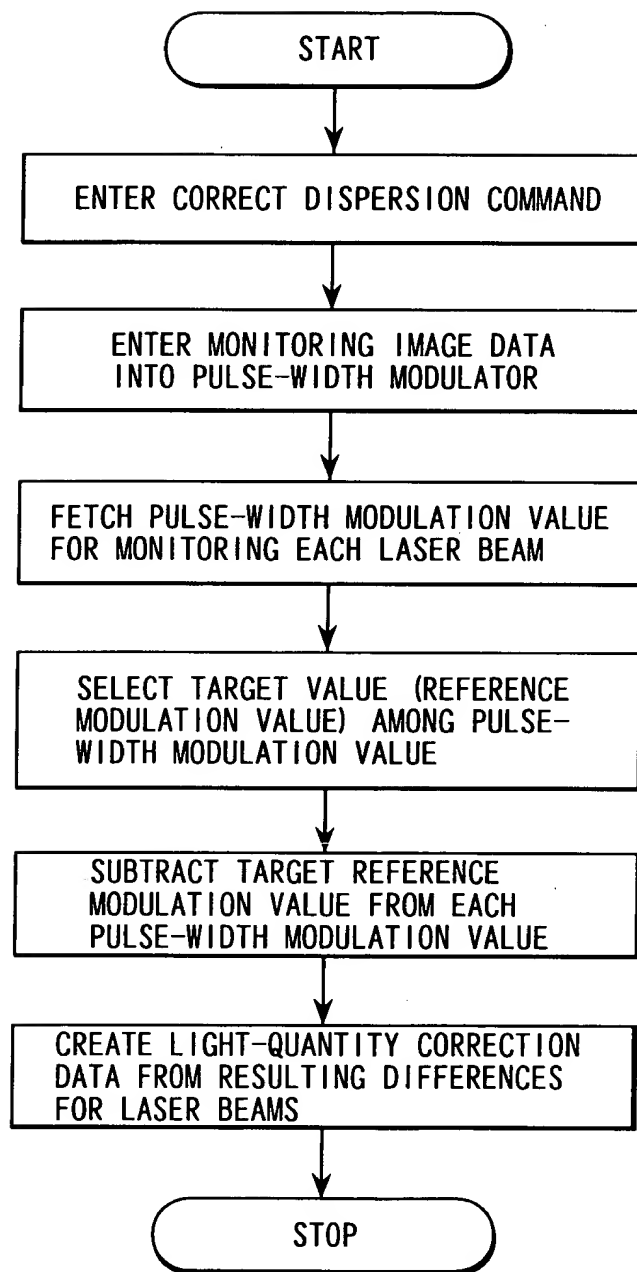 START
ENTER CORRECT DISPERSION COMMAND
ENTER MONITORING IMAGE DATA
INTO PULSE-WIDTH MODULATOR
FETCH PULSE-WIDTH MODULATION VALUE
FOR MONITORING EACH LASER BEAM
SELECT TARGET VALUE (REFERENCE
MODULATION VALUE) AMONG PULSE-
WIDTH MODULATION VALUE
SUBTRACT TARGET REFERENCE
MODULATION VALUE FROM EACH
PULSE-WIDTH MODULATION VALUE
CREATE LIGHT-QUANTITY CORRECTION
DATA FROM RESULTING DIFFERENCES
FOR LASER BEAMS
STOP